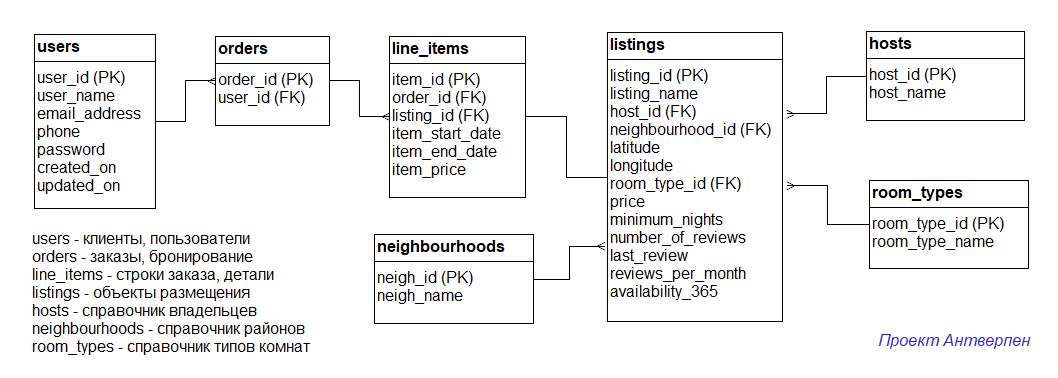 users
user_id (PK)
user_name
email_address
phone
password
created_on
updated_on
orders
order_id (PK)
user_id (FK)
line_items
item_id (PK)
order_id (FK)
listing_id (FK)
item_start_date
item_end_date
item_price
listings
listing_id (PK)
listing_name
host_id (FK)
neighbourhood_id (FK)
latitude
longitude
room_type_id (FK)
price
minimum_nights
number_of_reviews
last_review
reviews_per_month
availability_365
hosts
host_id (PK)
host_name
room_types
room_type_id (PK)
room_type_name
neighbourhoods
neigh_id (PK)
neigh_name
users - клиенты, пользователи
orders - заказы, бронирование
line_items - строки заказа, детали
listings - объекты размещения
hosts - справочник владельцев
neighbourhoods - справочник районов
room_types - справочник типов комнат
Проект Антверпен